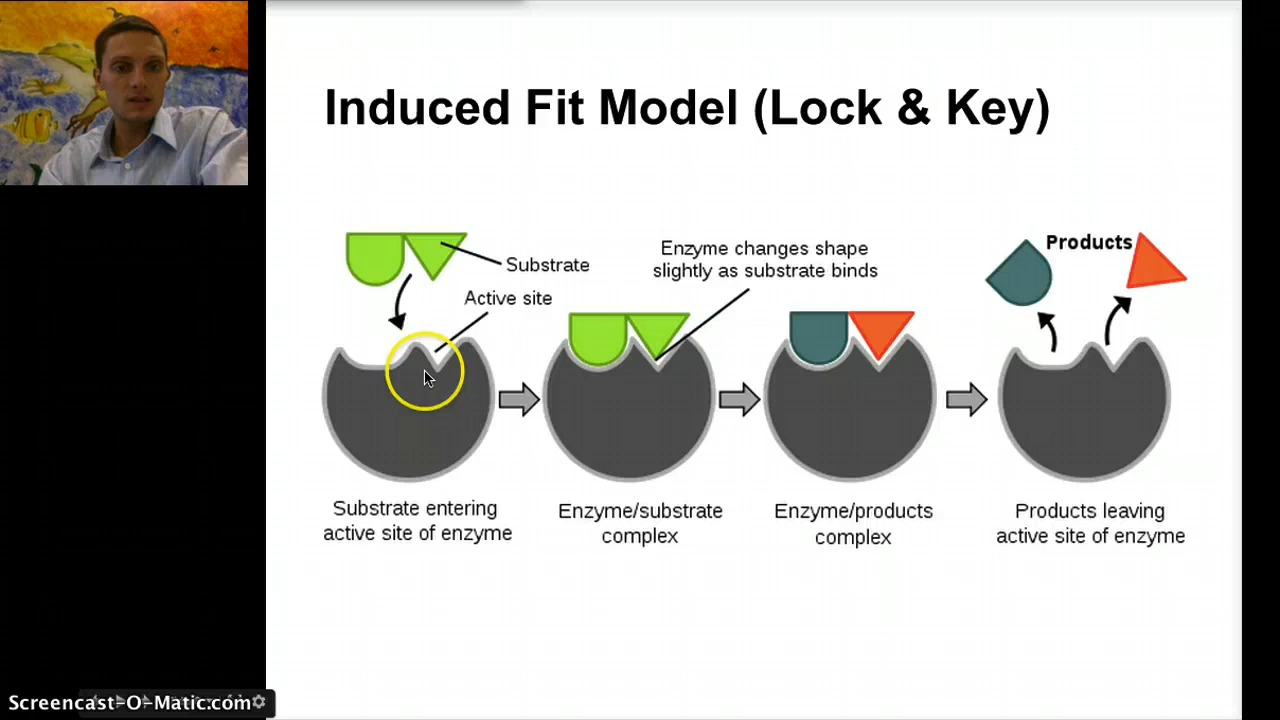 Induced Fit Model (Lock & Key)
Substrate
Active site
Enzyme changes shape
slightly as substrate binds
Products
Substrate entering
active site of enzyme
Enzyme/substrate
complex
Enzyme/products
complex
Products leaving
active site of enzyme
Screencast-O-Matic.com